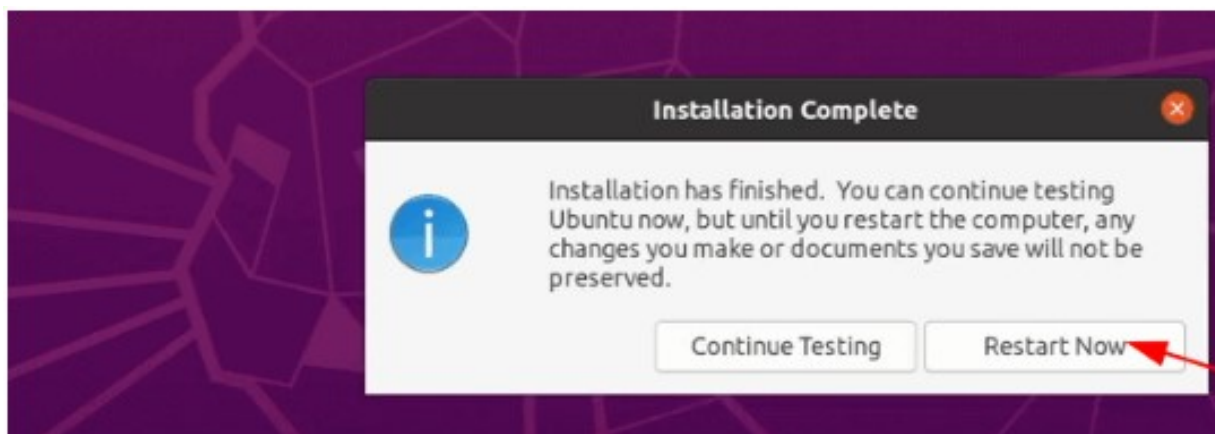 Installation Complete
Installation has finished. You can continue testing
Ubuntu now, but until you restart the computer, any
changes you make or documents you save will not be
preserved.
Continue Testing
Restart Now